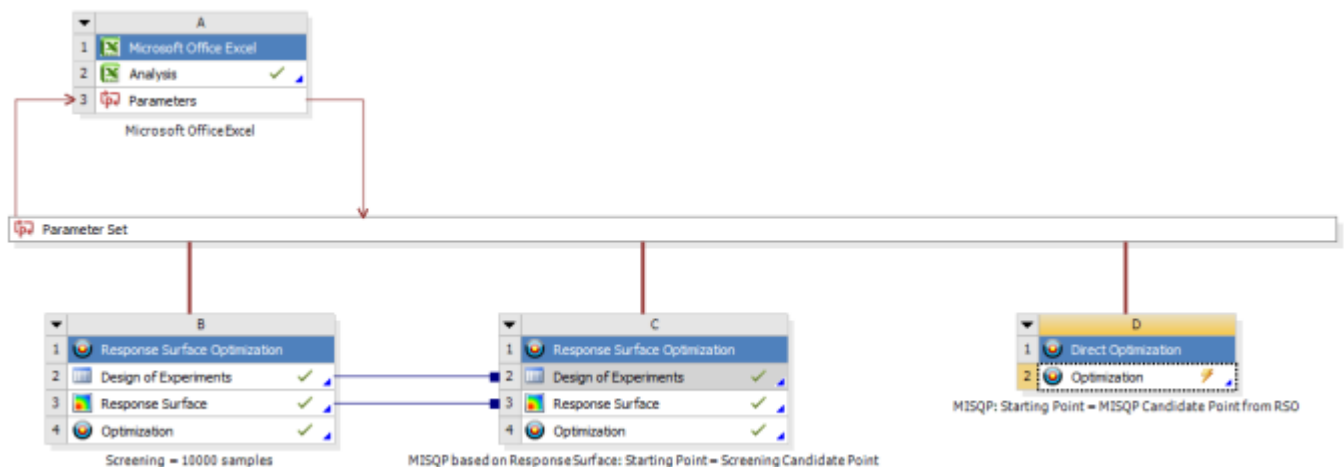 A
1 Microsoft Office Excel
2 Analysis
3 Parameters
Microsoft Office Excel
Parameter Set
B
1 Response Surface Optimization
2 Design of Experiments
3 Response Surface
4 Optimization
Screening = 10000 samples
C
1 Response Surface Optimization
2 Design of Experiments
3 Response Surface
4 Optimization
MISQP based on Response Surface: Starting Point = Screening Candidate Point
D
1 Direct Optimization
2 Optimization
MISQP: Starting Point = MISQP Candidate Point from RSO